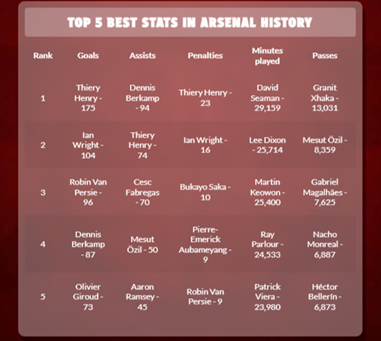 TOP 5 BEST STATS IN ARSENAL HISTORY
Rank Goals Assists Penalties Minutes played Passes
1 Thiery Henry - 175 Dennis Berkamp - 94 Thiery Henry - 23 David Seaman - 29,159 Granit Xhaka - 13,031
2 Ian Wright - 104 Thiery Henry - 74 Ian Wright - 16 Lee Dixon - 25,714 Mesut Özil - 8,359
3 Robin Van Persie - 96 Cesc Fabregas - 70 Bukayo Saka - 10 Martin Keowon - 25,400 Gabriel Magalhães - 7,625
4 Dennis Berkamp - 87 Mesut Özil - 50 Pierre-Emerick Aubameyang - 9 Ray Parlour - 24,533 Nacho Monreal - 6,887
5 Olivier Giroud - 73 Aaron Ramsey - 45 Robin Van Persie - 9 Patrick Viera - 23,980 Héctor Bellerín - 6,873